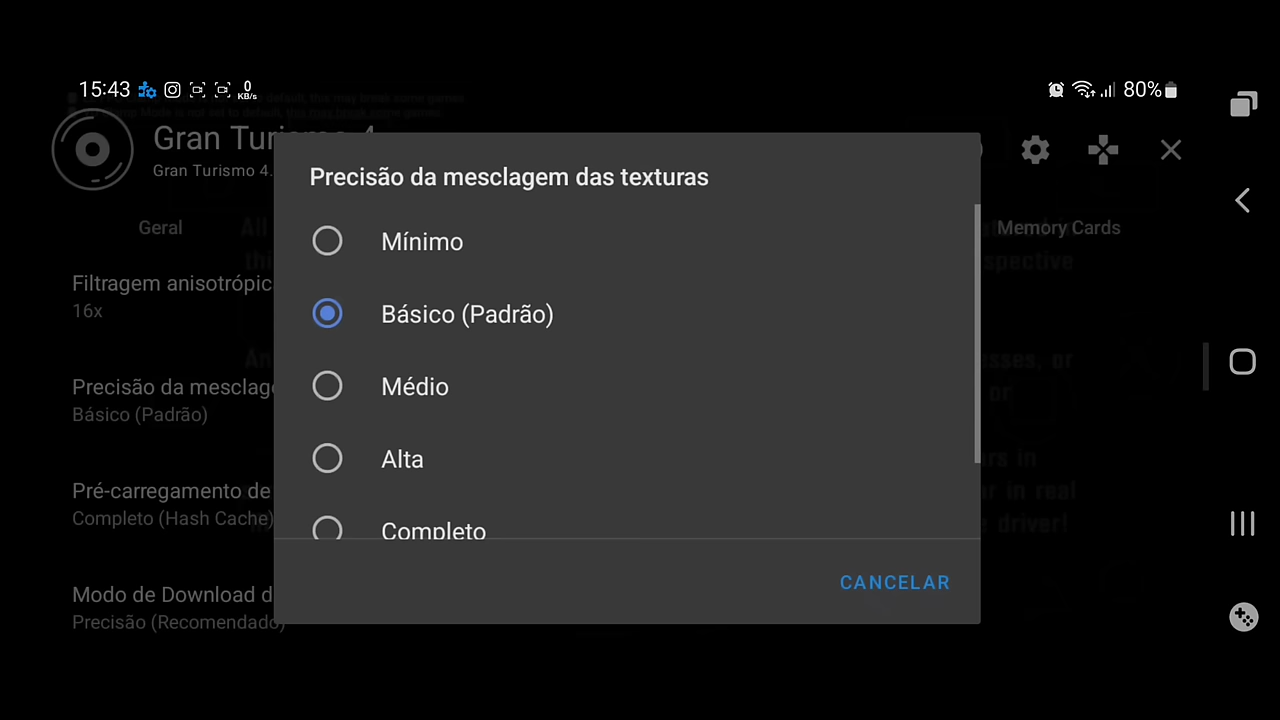 15:43 0 KB/s 80%
Gran Turismo 4
Gran Turismo 4.
Precisão da mesclagem das texturas
Geral
Memory Cards
Mínimo
Filtragem anisotrópic
16x
Básico (Padrão)
Médio
Precisão da mesclage
Básico (Padrão)
Alta
Pré-carregamento de
Completo (Hash Cache)
Completo
Modo de Download d
Precisão (Recomendado)
CANCELAR